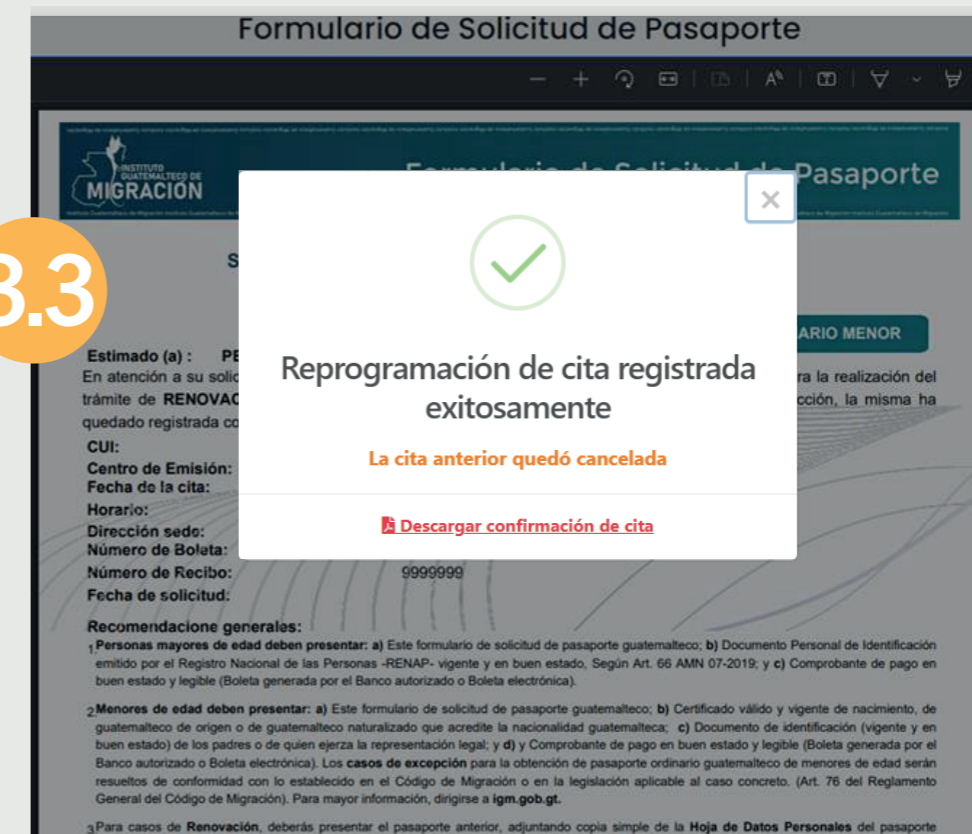 Formulario de Solicitud de Pasaporte
INSTITUTO
GUATEMALTECO DE
MIGRACIÓN
Formulario de Solicitud de Pasaporte
3.3
ARIO MENOR
Reprogramación de cita registrada
exitosamente
La cita anterior quedó cancelada
Descargar confirmación de cita
Estimado (a) : PE
En atención a su solic ra la realización del
trámite de RENOVAC cción, la misma ha
quedado registrada co
CUI:
Centro de Emisión:
Fecha de la cita:
Horario:
Dirección sede:
Número de Boleta:
Número de Recibo: 9999999
Fecha de solicitud:
Recomendacione generales:
1.Personas mayores de edad deben presentar: a) Este formulario de solicitud de pasaporte guatemalteco; b) Documento Personal de Identificación
emitido por el Registro Nacional de las Personas -RENAP- vigente y en buen estado, Según Art. 66 AMN 07-2019; y c) Comprobante de pago en
buen estado y legible (Boleta generada por el Banco autorizado o Boleta electrónica).
2.Menores de edad deben presentar: a) Este formulario de solicitud de pasaporte guatemalteco; b) Certificado válido y vigente de nacimiento, de
guatemalteco de origen o de guatemalteco naturalizado que acredite la nacionalidad guatemalteca; c) Documento de identificación (vigente y en
buen estado) de los padres o de quien ejerza la representación legal; y d) y Comprobante de pago en buen estado y legible (Boleta generada por el
Banco autorizado o Boleta electrónica). Los casos de excepción para la obtención de pasaporte ordinario guatemalteco de menores de edad serán
resueltos de conformidad con lo establecido en el Código de Migración o en la legislación aplicable al caso concreto. (Art. 76 del Reglamento
General del Código de Migración). Para mayor información, dirigirse a igm.gob.gt.
3.Para casos de Renovación, deberás presentar el pasaporte anterior, adjuntando copia simple de la Hoja de Datos Personales del pasaporte